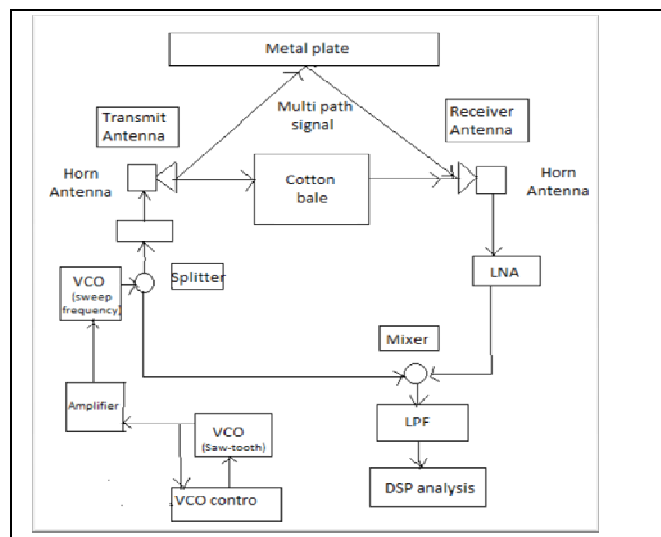 Metal plate
Transmit
Antenna
Multi path
signal
Receiver
Antenna
Horn
Antenna
Cotton
bale
Horn
Antenna
VCO
(sweep
frequency)
Splitter
LNA
Mixer
Amplifier
VCO
(Saw-tooth)
LPF
VCO contro
DSP analysis